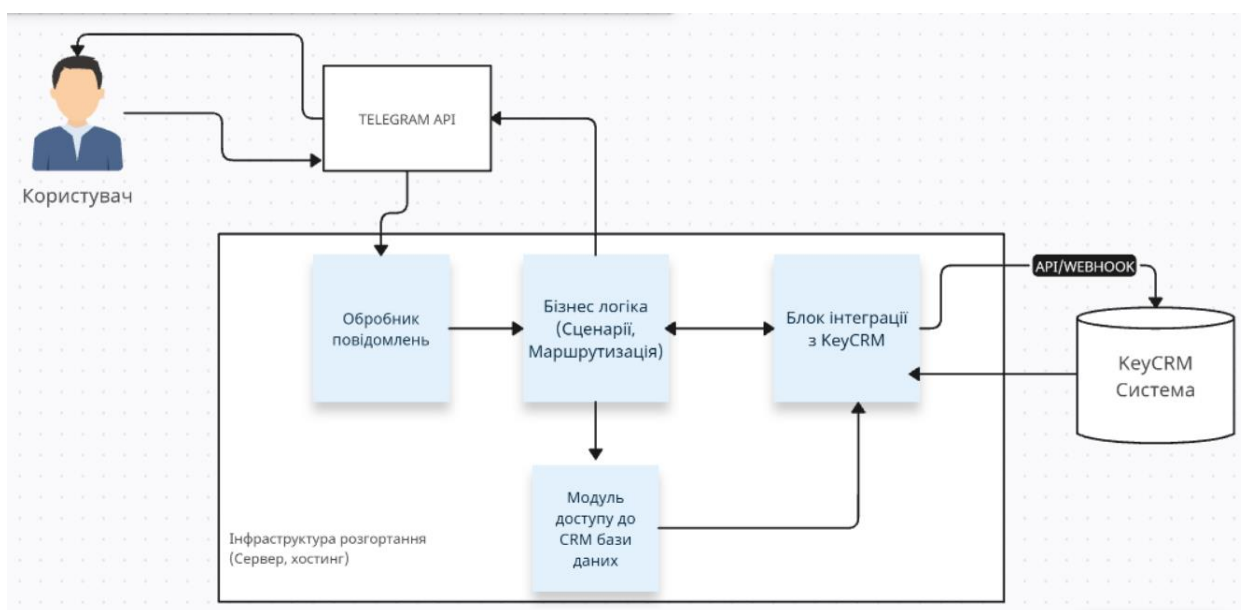 TELEGRAM API
Користувач
Обробник
повідомлень
Бізнес логіка
(Сценарії,
Маршрутизація)
Блок інтеграції
з KeyCRM
API/WEBHOOK
KeyCRM
Система
Модуль
доступу до
CRM бази
даних
Інфраструктура розгортання
(Сервер, хостинг)